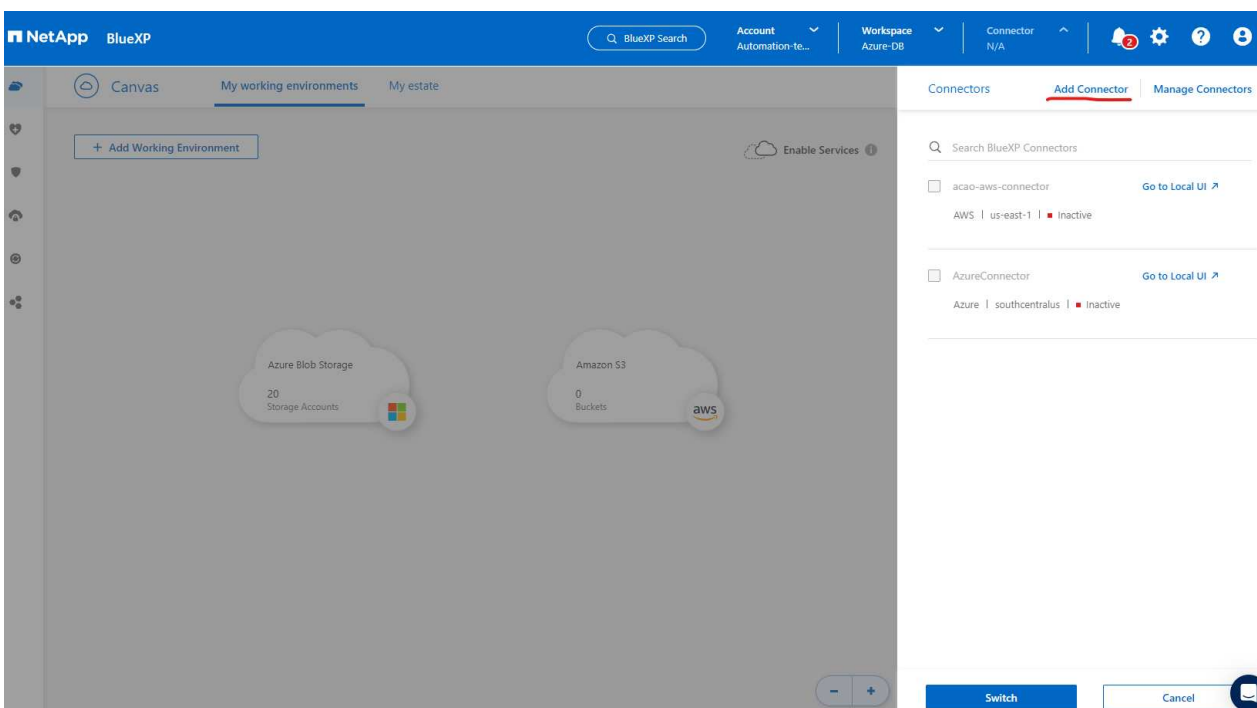 NetApp BlueXP
BlueXP Search
Account
Automation-te...
Workspace
Azure-DB
Connector
N/A
2
Canvas
My working environments
My estate
+ Add Working Environment
Enable Services
Azure Blob Storage
20
Storage Accounts
Amazon S3
0
Buckets
aws
- +
Connectors
Add Connector
Manage Connectors
Search BlueXP Connectors
acao-aws-connector
Go to Local UI
AWS | us-east-1 | Inactive
AzureConnector
Go to Local UI
Azure | southcentralus | Inactive
Switch
Cancel